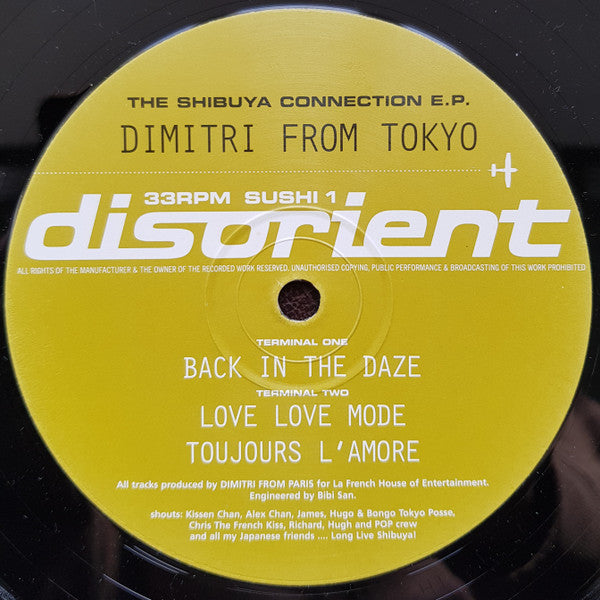 THE SHIBUYA CONNECTION E.P.
DIMITRI FROM TOKYO
33RPM SUSHI 1
disorient
ALL RIGHTS OF THE MANUFACTURER & THE OWNER OF THE RECORDED WORK RESERVED. UNAUTHORISED COPYING, PUBLIC PERFORMANCE & BROADCASTING OF THIS WORK PROHIBITED
TERMINAL ONE
BACK IN THE DAZE
TERMINAL TWO
LOVE LOVE MODE
TOUJOURS L'AMORE
All tracks produced by DIMITRI FROM PARIS for La French House of Entertainment.
Engineered by Bibi San.
shouts: Kissen Chan, Alex Chan, James, Hugo & Bongo Tokyo Posse,
Chris The French Kiss, Richard, Hugh and POP crew
and all my Japanese friends .... Long Live Shibuya!